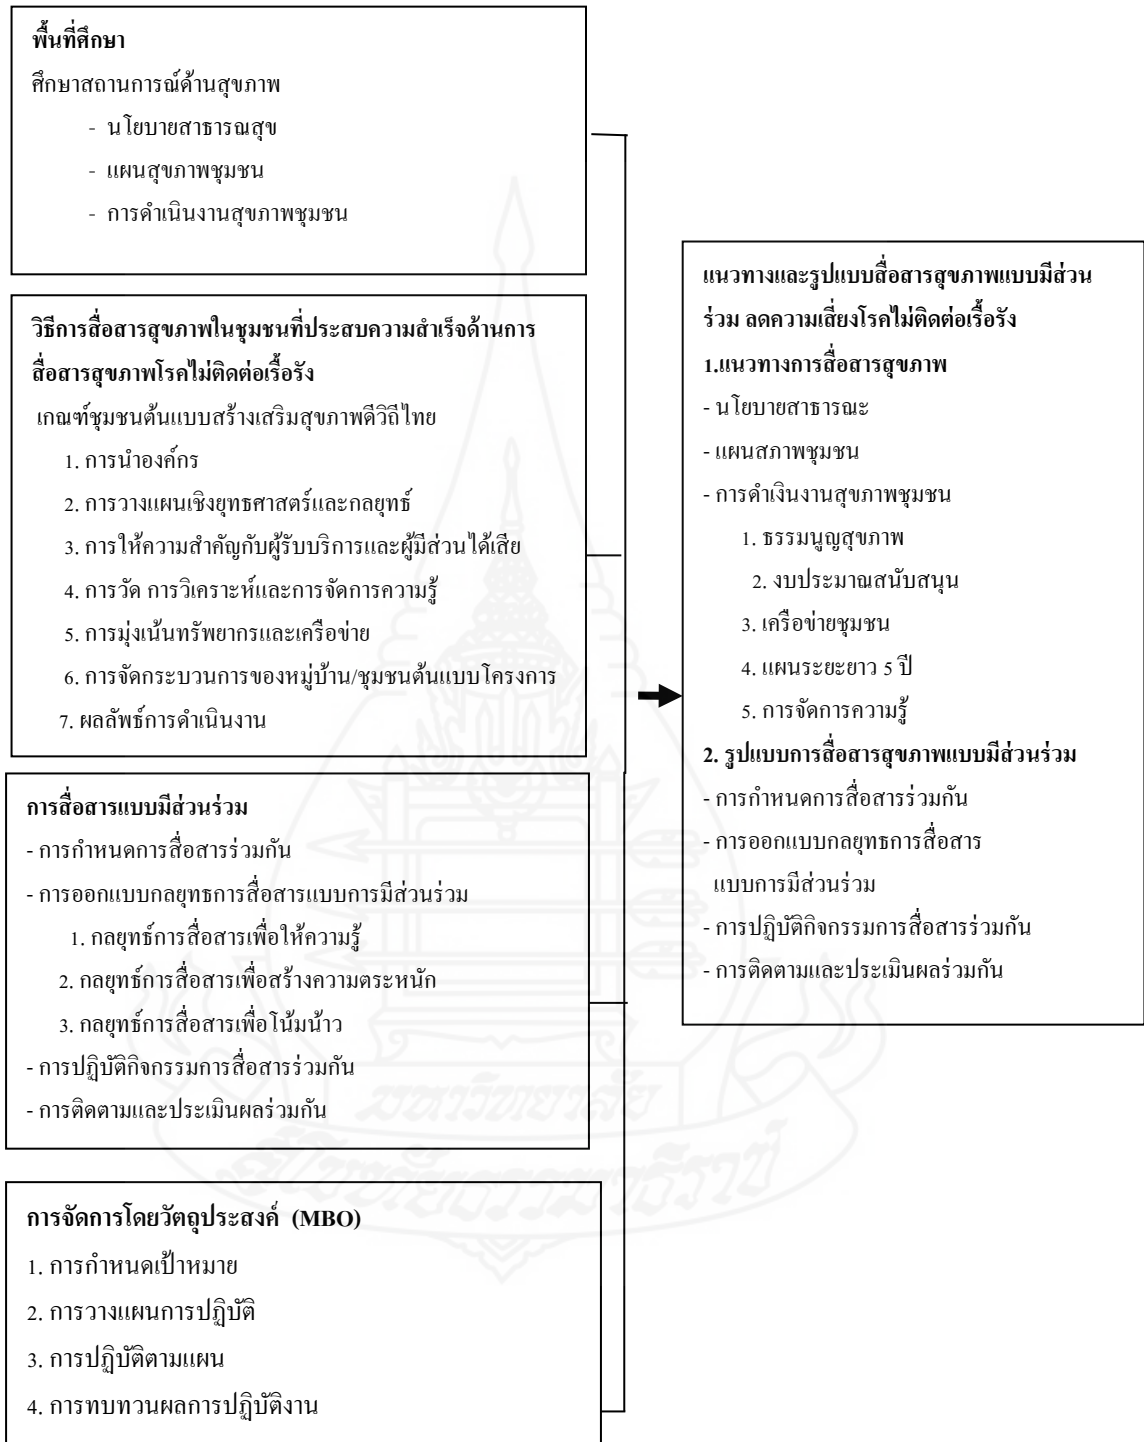 พื้นที่ศึกษา
ศึกษาสถานการณ์ด้านสุขภาพ
- นโยบายสาธารณสุข
- แผนสุขภาพชุมชน
- การดำเนินงานสุขภาพชุมชน
วิธีการสื่อสารสุขภาพในชุมชนที่ประสบความสำเร็จด้านการ
สื่อสารสุขภาพโรคไม่ติดต่อเรื้อรัง
เกณฑ์ชุมชนต้นแบบสร้างเสริมสุขภาพดีวิถีไทย
1. การนำองค์กร
2. การวางแผนเชิงยุทธศาสตร์และกลยุทธ์
3. การให้ความสำคัญกับผู้รับบริการและผู้มีส่วนได้เสีย
4. การวัด การวิเคราะห์และการจัดการความรู้
5. การมุ่งเน้นทรัพยากรและเครือข่าย
6. การจัดกระบวนการของหมู่บ้าน/ชุมชนต้นแบบโครงการ
7. ผลลัพธ์การดำเนินงาน
การสื่อสารแบบมีส่วนร่วม
- การกำหนดการสื่อสารร่วมกัน
- การออกแบบกลยุทธการสื่อสารแบบการมีส่วนร่วม
1. กลยุทธ์การสื่อสารเพื่อให้ความรู้
2. กลยุทธ์การสื่อสารเพื่อสร้างความตระหนัก
3. กลยุทธ์การสื่อสารเพื่อโน้มน้าว
- การปฏิบัติกิจกรรมการสื่อสารร่วมกัน
- การติดตามและประเมินผลร่วมกัน
การจัดการโดยวัตถุประสงค์ (MBO)
1. การกำหนดเป้าหมาย
2. การวางแผนการปฏิบัติ
3. การปฏิบัติตามแผน
4. การทบทวนผลการปฏิบัติงาน
แนวทางและรูปแบบสื่อสารสุขภาพแบบมีส่วน
ร่วม ลดความเสี่ยงโรคไม่ติดต่อเรื้อรัง
1.แนวทางการสื่อสารสุขภาพ
- นโยบายสาธารณะ
- แผนสภาพชุมชน
- การดำเงินงานสุขภาพชุมชน
1. ธรรมนูญสุขภาพ
2. งบประมาณสนับสนุน
3. เครือข่ายชุมชน
4. แผนระยะยาว 5 ปี
5. การจัดการความรู้
2. รูปแบบการสื่อสารสุขภาพแบบมีส่วนร่วม
- การกำหนดการสื่อสารร่วมกัน
- การออกแบบกลยุทธการสื่อสาร
แบบการมีส่วนร่วม
- การปฏิบัติกิจกรรมการสื่อสารร่วมกัน
- การติดตามและประเมินผลร่วมกัน
มหาวิทยาลัย
สุโขทัยธรรมาธิราช